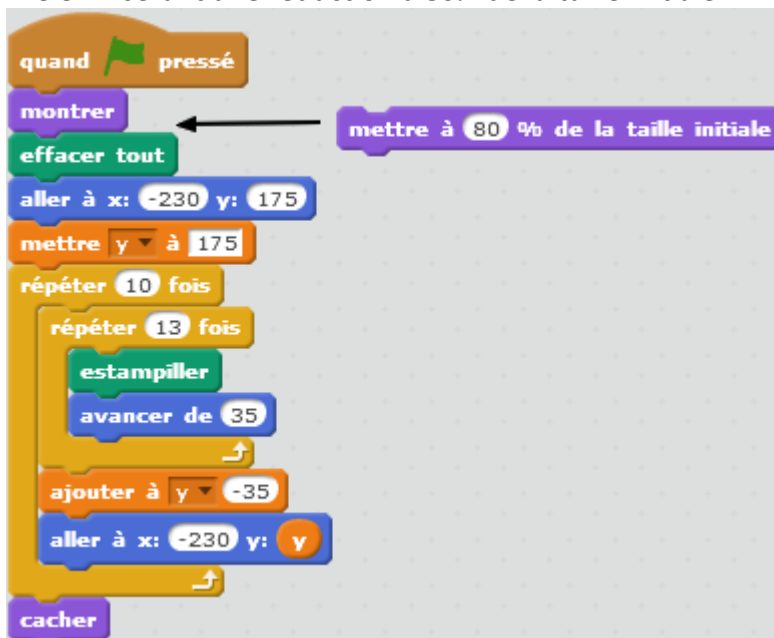 quand pressé
montrer
mettre à 80 % de la taille initiale
effacer tout
aller à x: -230 y: 175
mettre y à 175
répéter 10 fois
répéter 13 fois
estampiller
avancer de 35
ajouter à y -35
aller à x: -230 y: y
cacher